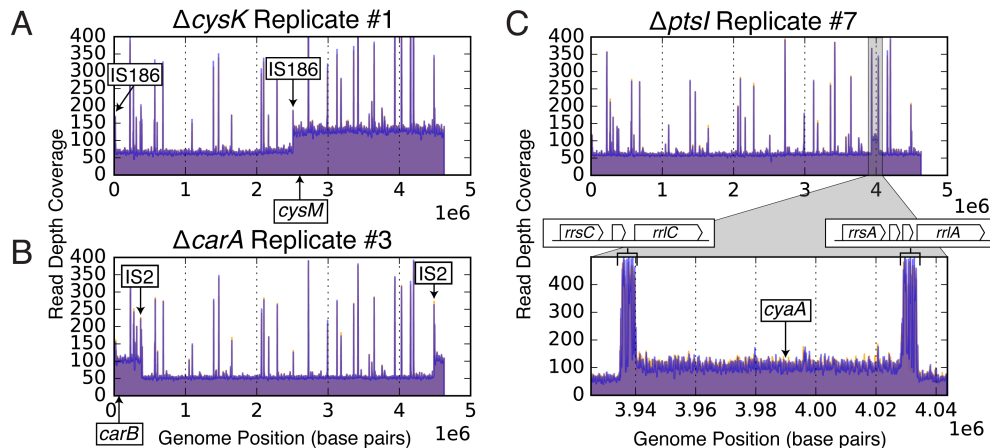 A
ΔcysK Replicate #1
400
350
300
250
200
150
100
50
0
IS186
IS186
0 1 2 3 4 5
1e6
cysM
B
ΔcarA Replicate #3
400
350
300
250
200
150
100
50
0
IS2
IS2
0 1 2 3 4 5
1e6
carB
Read Depth Coverage
Genome Position (base pairs)
C
ΔptsI Replicate #7
400
350
300
250
200
150
100
50
0
0 1 2 3 4 5
1e6
rrsC rrlC
rrsA rrlA
400
300
200
100
0
cyaA
3.94 3.96 3.98 4.00 4.02 4.04
1e6
Read Depth Coverage
Genome Position (base pairs)